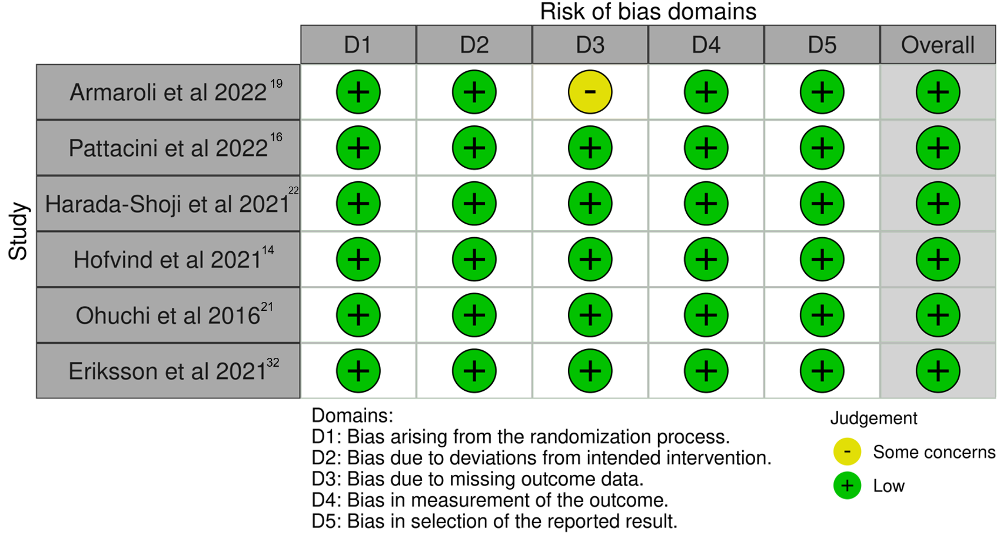 Risk of bias domains
D1 D2 D3 D4 D5 Overall
Study
Armaroli et al 2022 19 + + - + + +
Pattacini et al 2022 16 + + + + + +
Harada-Shoji et al 2021 22 + + + + + +
Hofvind et al 2021 14 + + + + + +
Ohuchi et al 2016 21 + + + + + +
Eriksson et al 2021 32 + + + + + +
Domains:
D1: Bias arising from the randomization process.
D2: Bias due to deviations from intended intervention.
D3: Bias due to missing outcome data.
D4: Bias in measurement of the outcome.
D5: Bias in selection of the reported result.
Judgement
- Some concerns
+ Low